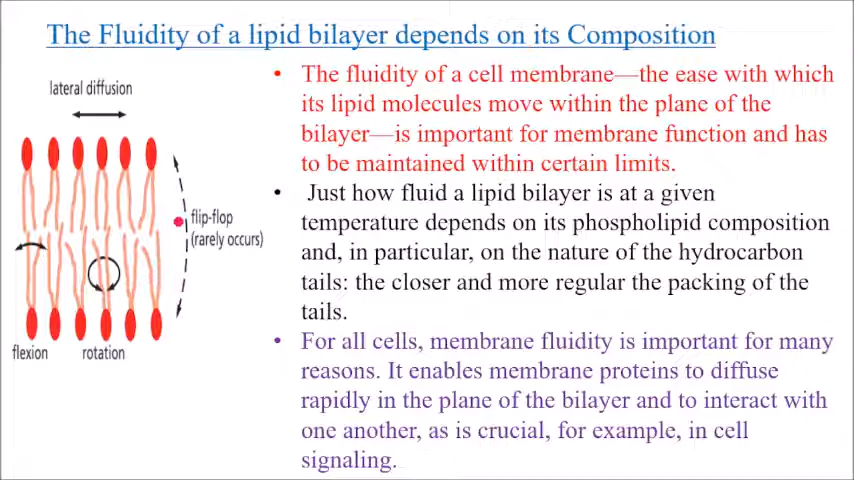 The Fluidity of a lipid bilayer depends on its Composition
lateral diffusion
flip-flop
(rarely occurs)
flexion
rotation
• The fluidity of a cell membrane—the ease with which
its lipid molecules move within the plane of the
bilayer—is important for membrane function and has
to be maintained within certain limits.
• Just how fluid a lipid bilayer is at a given
temperature depends on its phospholipid composition
and, in particular, on the nature of the hydrocarbon
tails: the closer and more regular the packing of the
tails.
• For all cells, membrane fluidity is important for many
reasons. It enables membrane proteins to diffuse
rapidly in the plane of the bilayer and to interact with
one another, as is crucial, for example, in cell
signaling.